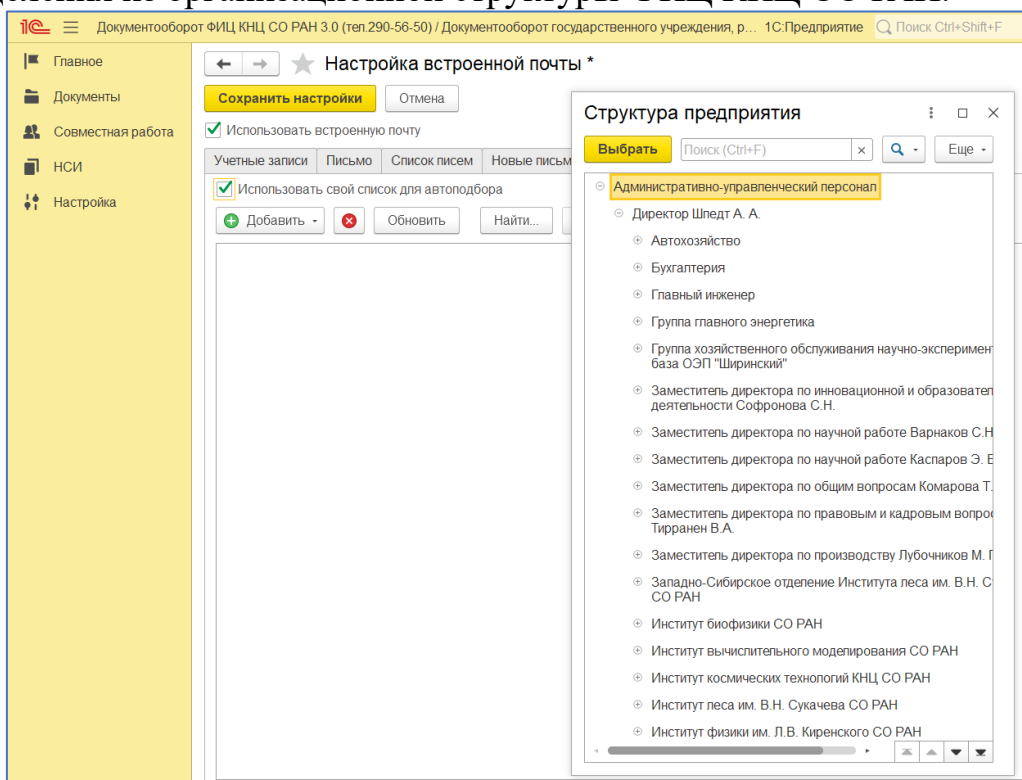 Документооборот ФИЦ КНЦ СО РАН 3.0 (тел.290-56-50) / Документооборот государственного учреждения, р... 1С:Предприятие Поиск Ctrl+Shift+F
Главное
Документы
Совместная работа
НСИ
Настройка
Настройка встроенной почты *
Сохранить настройки Отмена
Использовать встроенную почту
Учетные записи Письмо Список писем Новые письм
Использовать свой список для автоподбора
Добавить Обновить Найти...
Структура предприятия
Выбрать Поиск (Ctrl+F) Еще
Административно-управленческий персонал
Директор Шпедт А. А.
Автохозяйство
Бухгалтерия
Главный инженер
Группа главного энергетика
Группа хозяйственного обслуживания научно-эксперимен
база ОЭП "Ширинский"
Заместитель директора по инновационной и образовател
деятельности Софронова С.Н.
Заместитель директора по научной работе Варнаков С.Н
Заместитель директора по научной работе Каспаров Э. В
Заместитель директора по общим вопросам Комарова Т.
Заместитель директора по правовым и кадровым вопро
Тирранен В.А.
Заместитель директора по производству Лубочников М. Г
Западно-Сибирское отделение Института леса им. В.Н. С
СО РАН
Институт биофизики СО РАН
Институт вычислительного моделирования СО РАН
Институт космических технологий КНЦ СО РАН
Институт леса им. В.Н. Сукачева СО РАН
Институт физики им. Л.В. Киренского СО РАН